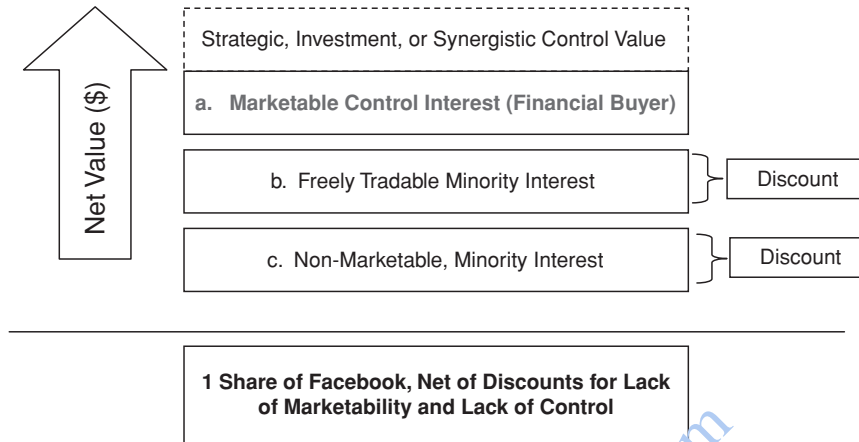 Net Value ($)
Strategic, Investment, or Synergistic Control Value
a. Marketable Control Interest (Financial Buyer)
b. Freely Tradable Minority Interest
Discount
c. Non-Marketable, Minority Interest
Discount
1 Share of Facebook, Net of Discounts for Lack
of Marketability and Lack of Control